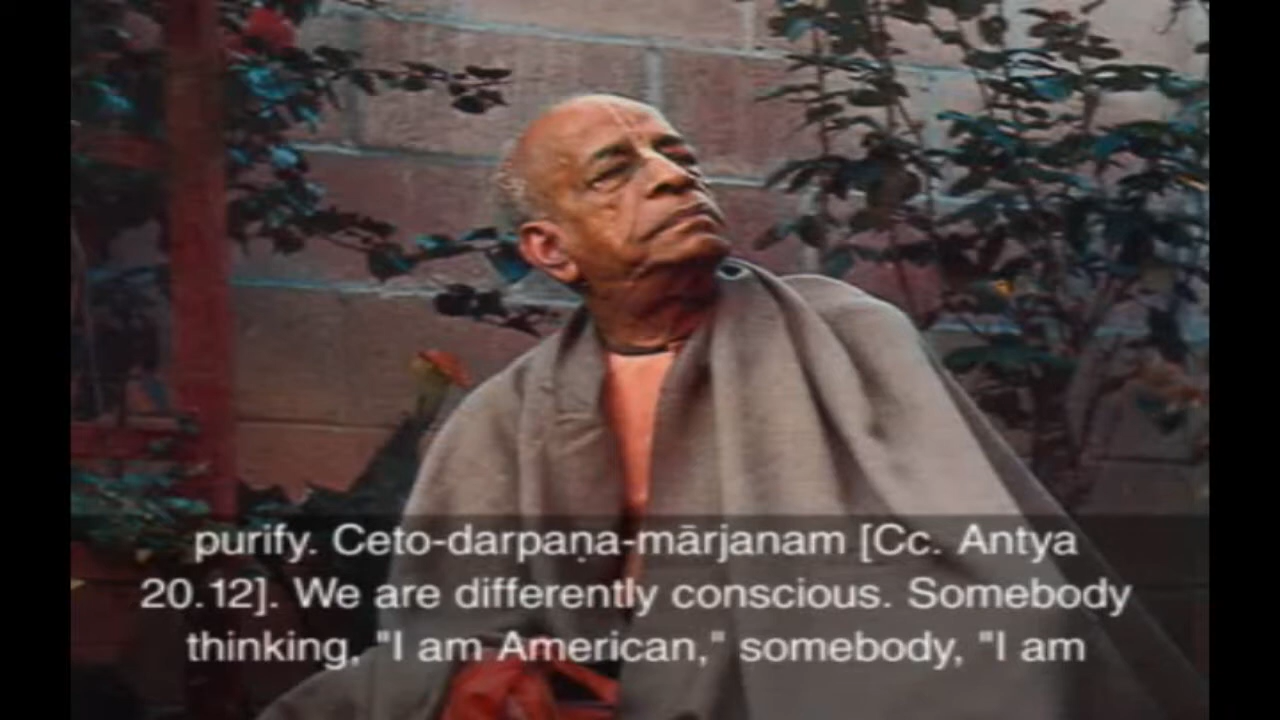 purify. Ceto-darpaṇa-mārjanam [Cc. Antya
20.12]. We are differently conscious. Somebody
thinking, "I am American," somebody, "I am